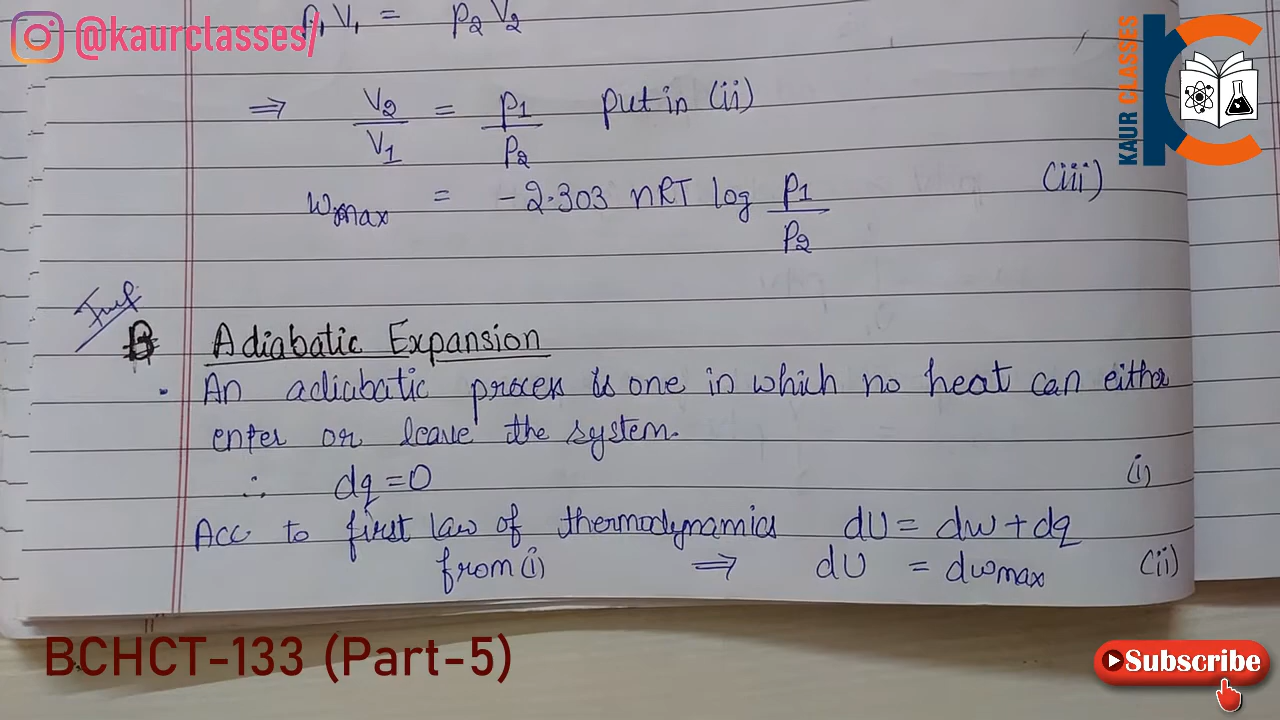 @kaurclasses/
P₁V₁ = P₂V₂
KAUR CLASSES
⇒ V₂/V₁ = P₁/P₂ put in (ii)
Wmax = -2.303 nRT log P₁/P₂ (iii)
B Adiabatic Expansion
· An adiabatic process is one in which no heat can either
enter or leave the system.
∴ dq = 0 (i)
Acc to first law of thermodynamics dU = dw + dq
from (i) ⇒ dU = dwmax (ii)
BCHCT-133 (Part-5)
Subscribe